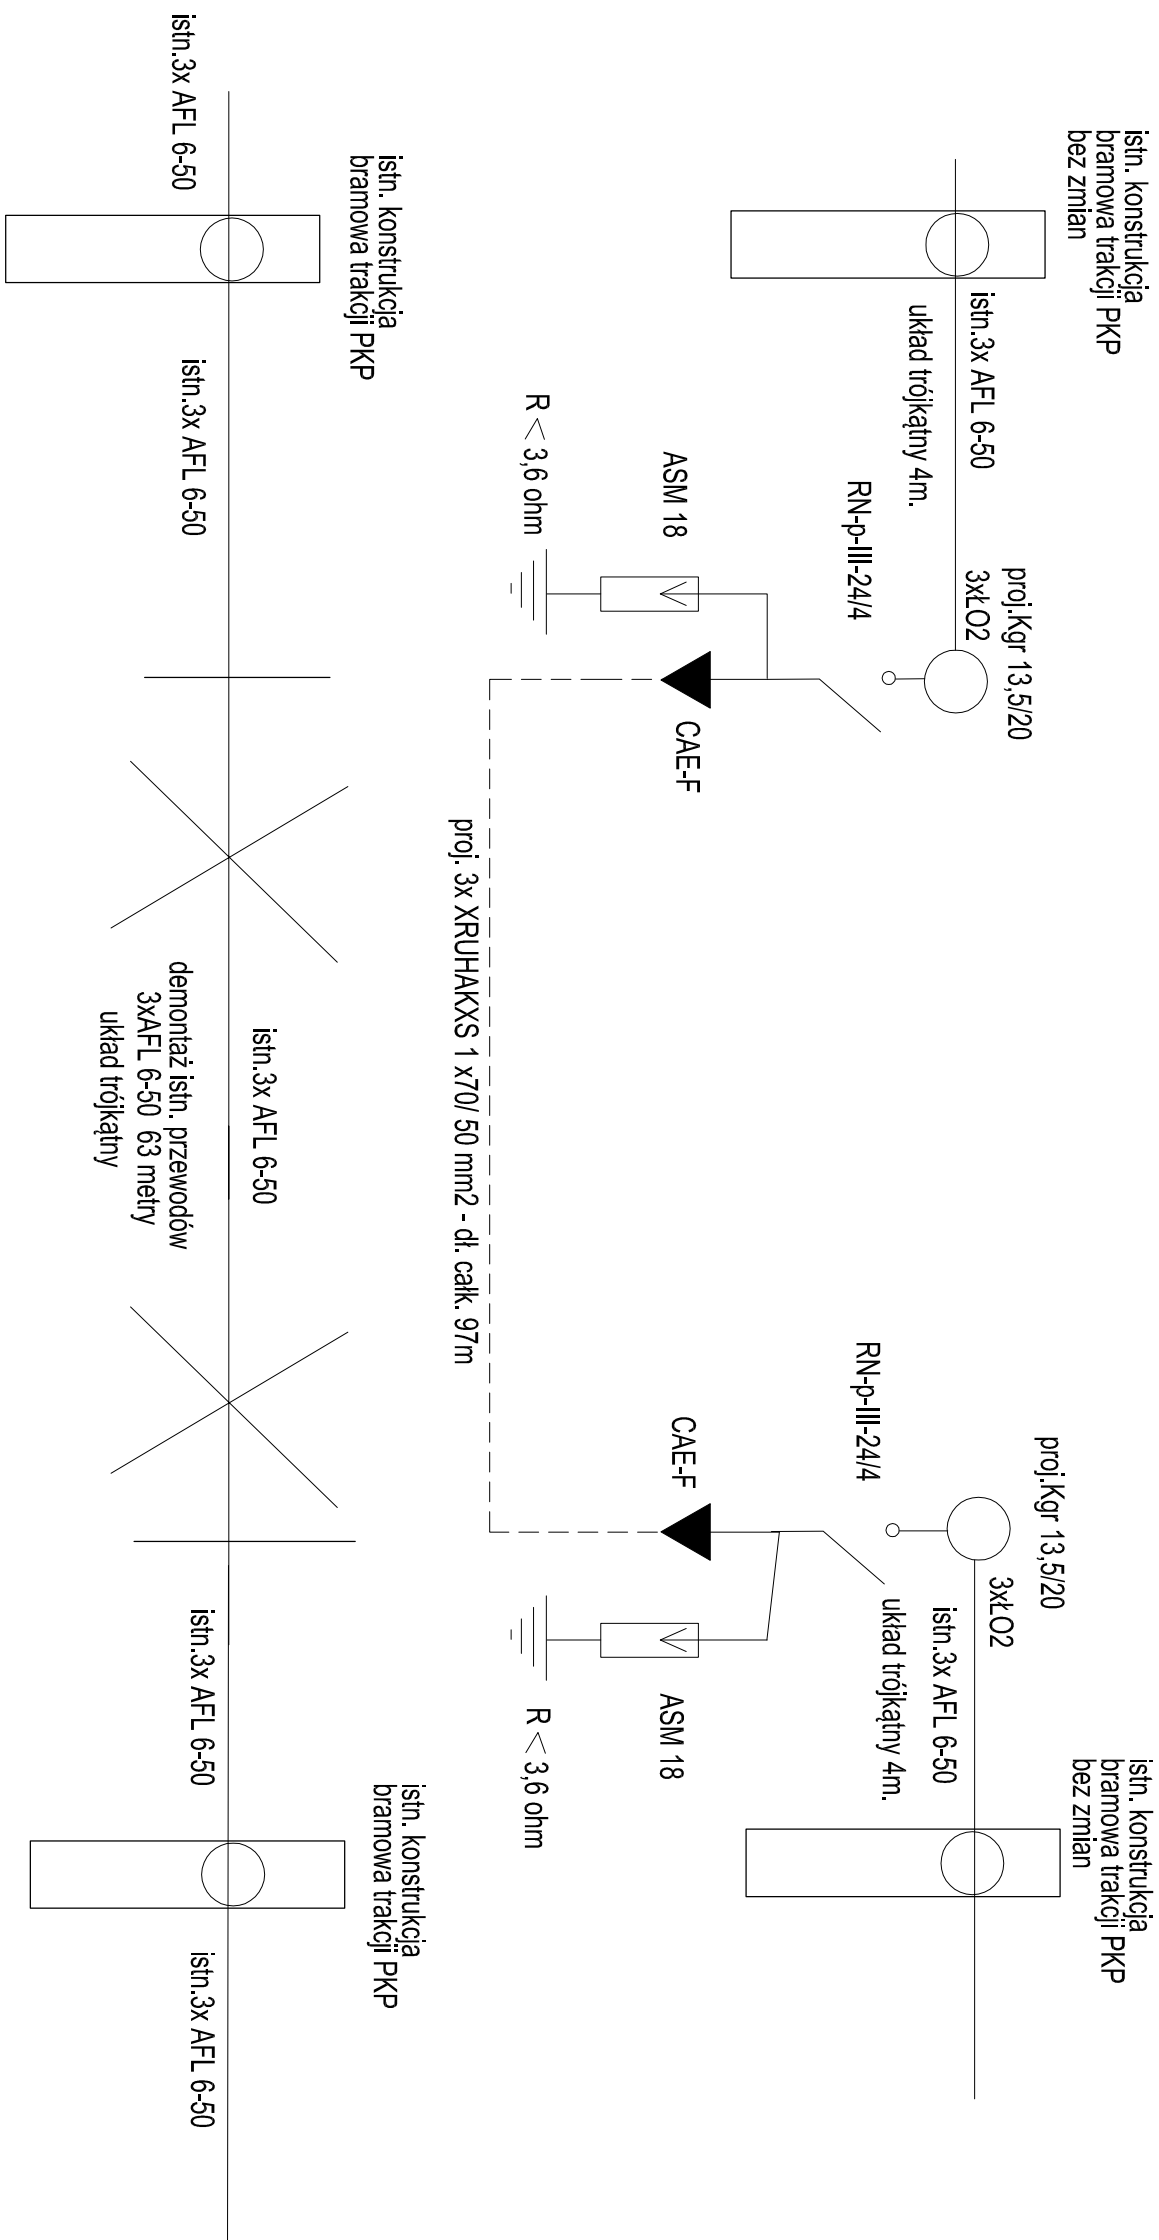 istn. konstrukcja
bramowa trakcji PKP
bez zmian
istn.3x AFL 6-50
układ trójkątny 4m.
proj.Kgr 13,5/20
3xŁO2
RN-p-III-24/4
ASM 18
R < 3,6 ohm
CAE-F
proj. 3x XRUHAKXS 1 x70/ 50 mm2 - dł. całk. 97m
istn. konstrukcja
bramowa trakcji PKP
bez zmian
proj.Kgr 13,5/20
3xŁO2
istn.3x AFL 6-50
układ trójkątny 4m.
RN-p-III-24/4
CAE-F
ASM 18
R < 3,6 ohm
istn. konstrukcja
bramowa trakcji PKP
istn.3x AFL 6-50
istn.3x AFL 6-50
istn.3x AFL 6-50
demontaż istn. przewodów
3xAFL 6-50 63 metry
układ trójkątny
istn. konstrukcja
bramowa trakcji PKP
istn.3x AFL 6-50
istn.3x AFL 6-50